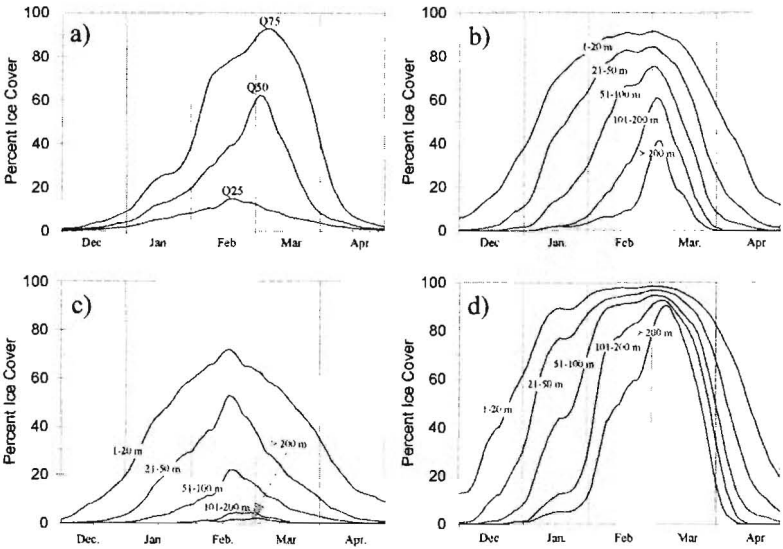 a)
Percent Ice Cover
100
80
60
40
20
0
Q75
Q50
Q25
Dec
Jan
Feb
Mar
Apr
b)
Percent Ice Cover
100
80
60
40
20
0
1-20 m
21-50 m
51-100 m
101-200 m
> 200 m
Dec
Jan.
Feb
Mar.
Apr
c)
Percent Ice Cover
100
80
60
40
20
0
1-20 m
21-50 m
51-100 m
101-200 m
> 200 m
Dec.
Jan
Feb.
Mar
Apr.
d)
Percent Ice Cover
100
80
60
40
20
0
1-20 m
21-50 m
51-100 m
101-200 m
> 200 m
Dec
Jan
Feb
Mar
Apr